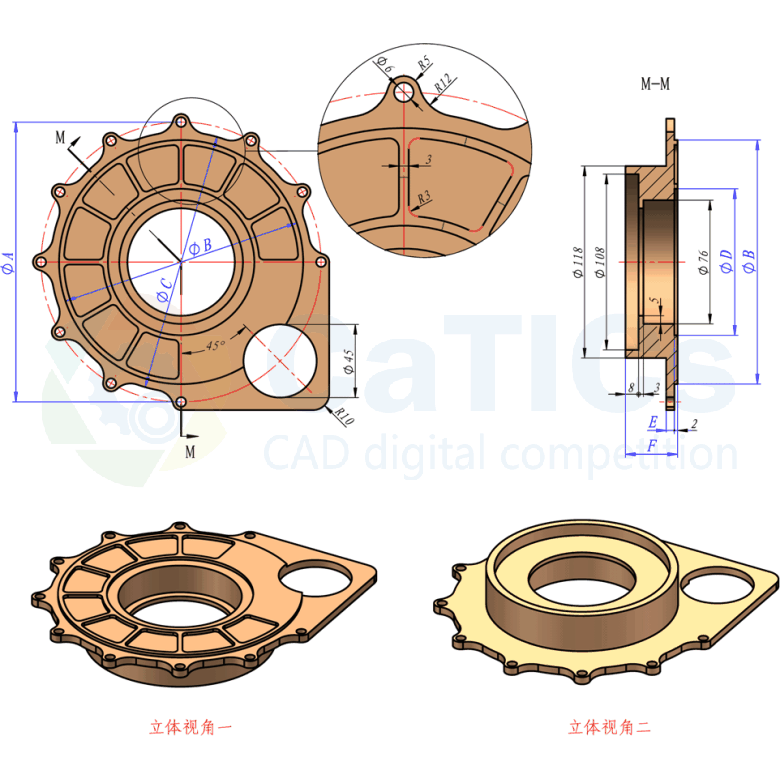 Φ6
R5
R12
3
R3
M
M
ΦA
ΦB
ΦC
45°
Φ45
R10
M-M
Φ118
Φ108
Φ76
ΦD
ΦB
5
8
3
E
2
F
CaTICs
CAD digital competition
立体视角一
立体视角二